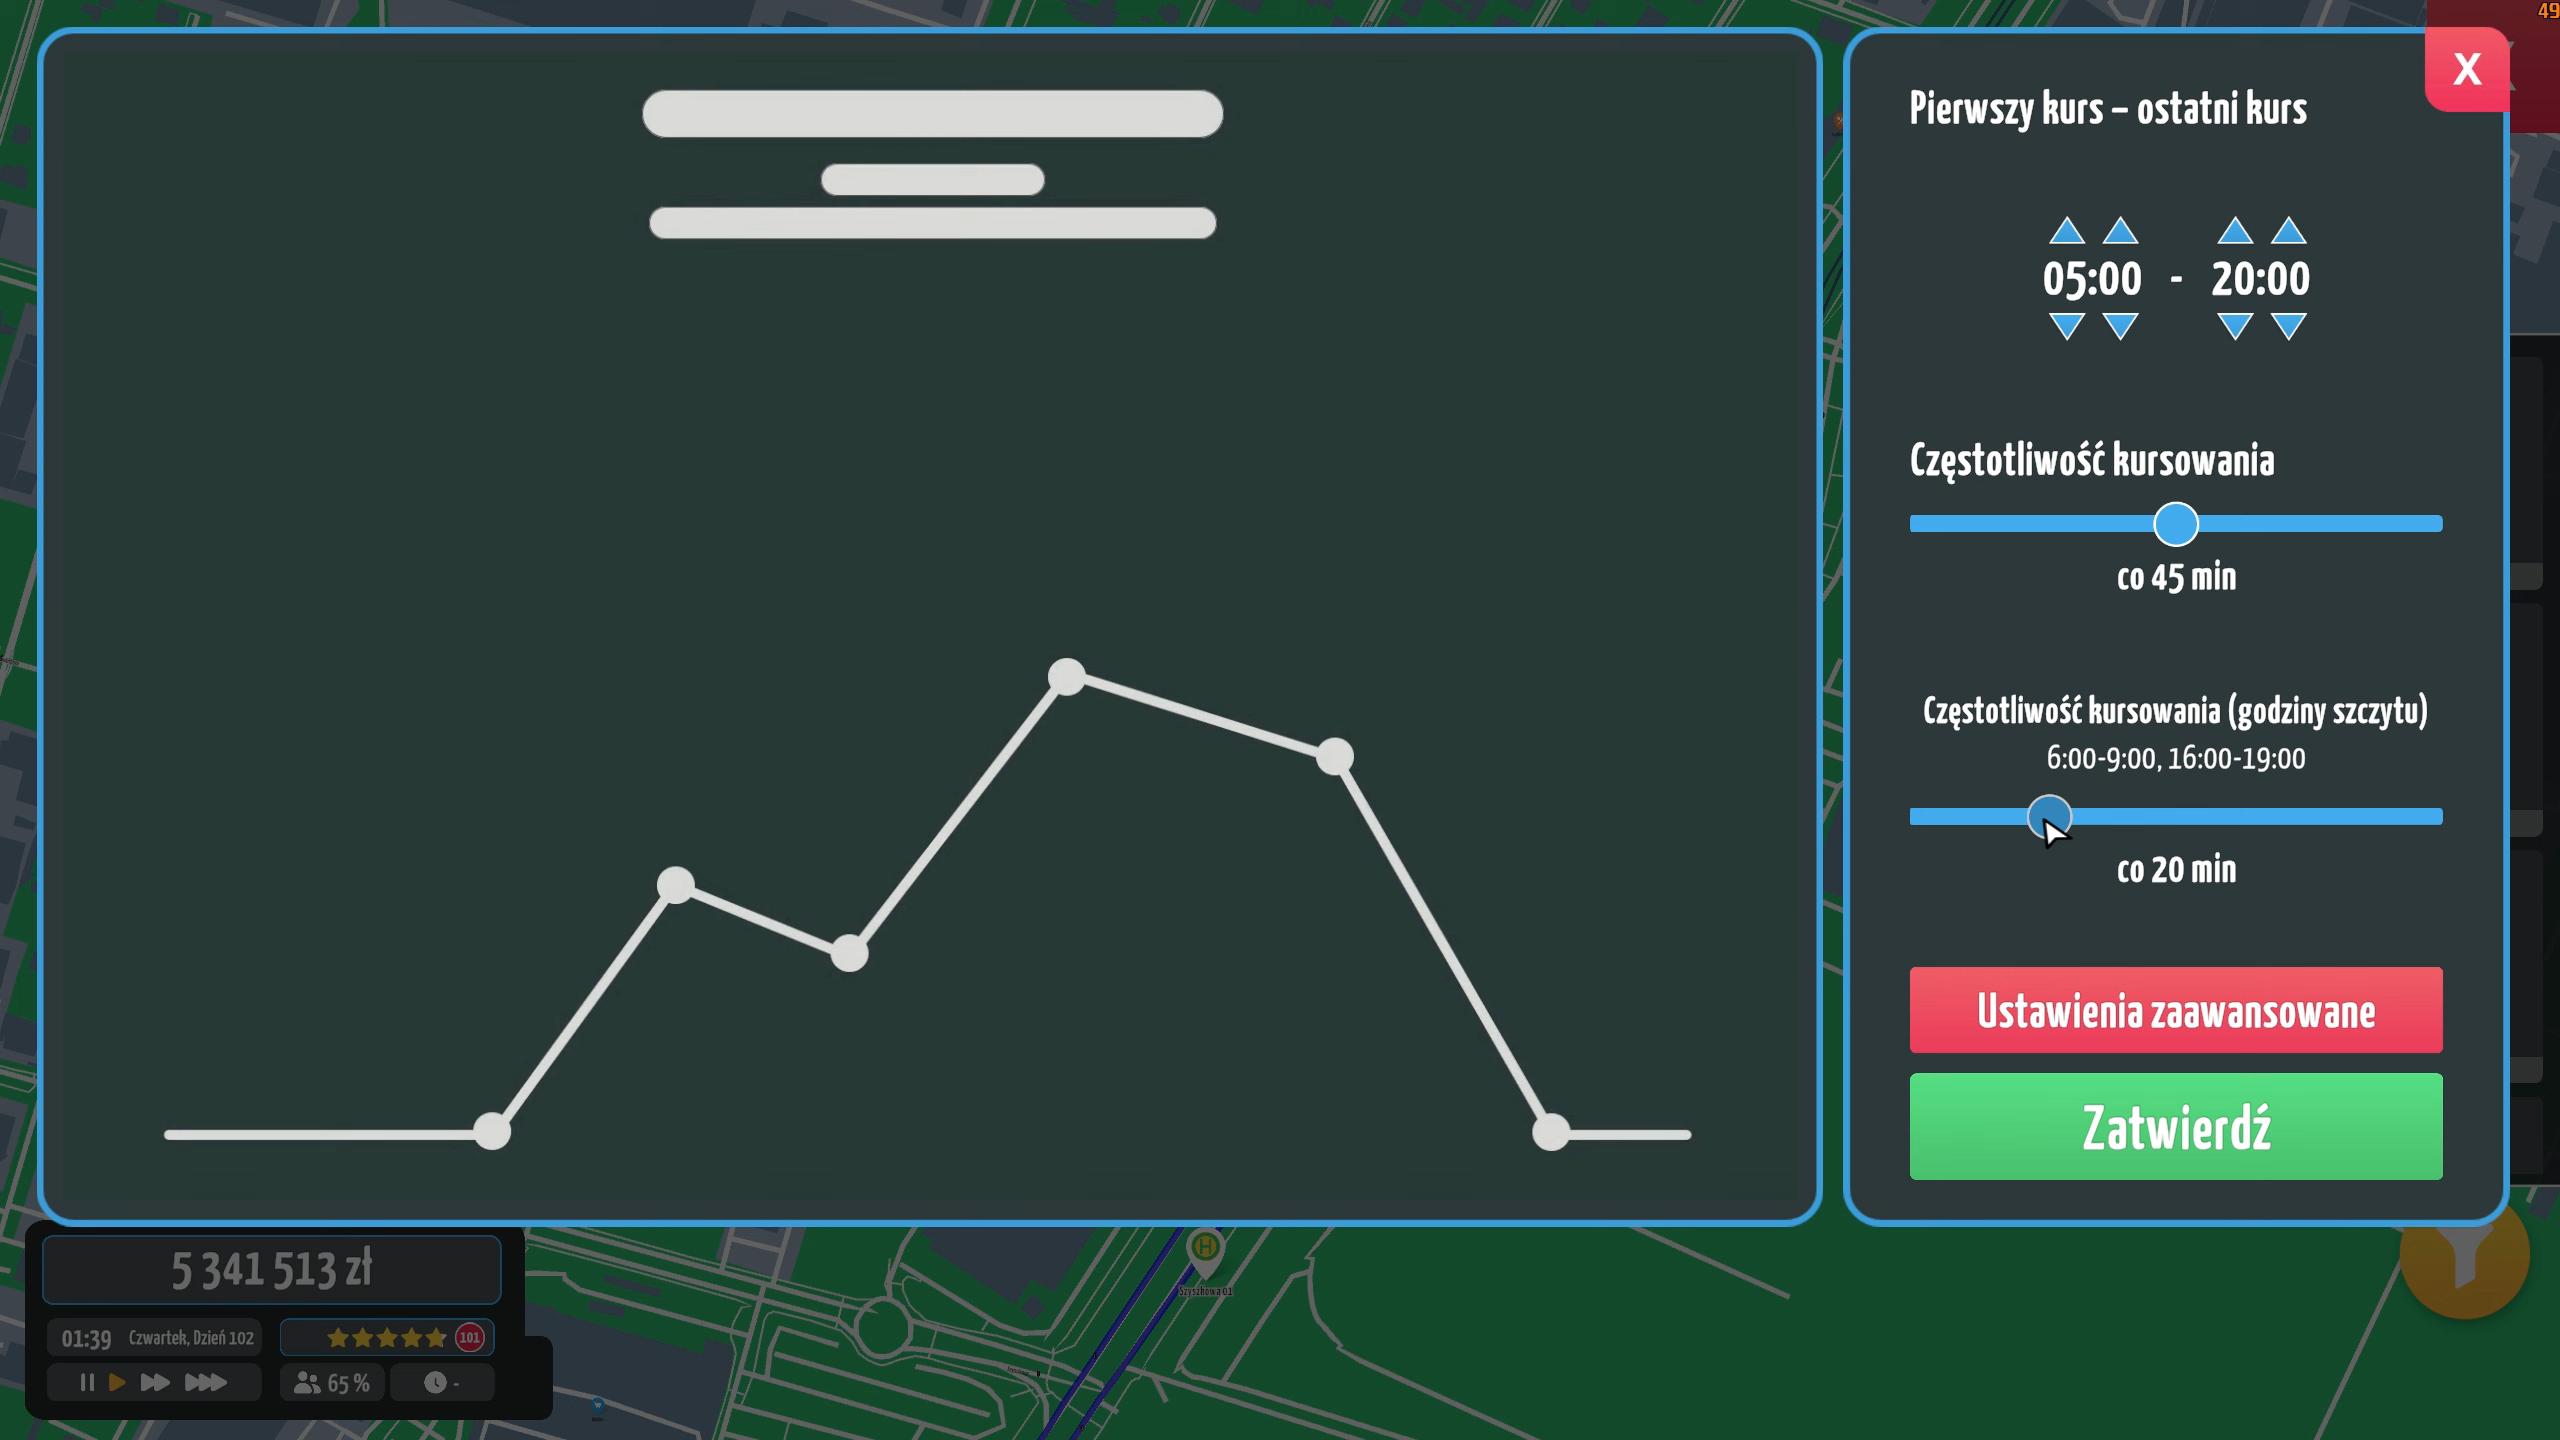 49
X
Pierwszy kurs – ostatni kurs
05:00 - 20:00
Częstotliwość kursowania
co 45 min
Częstotliwość kursowania (godziny szczytu)
6:00-9:00, 16:00-19:00
co 20 min
Ustawienia zaawansowane
Zatwierdź
5 341 513 zł
01:39 Czwartek, Dzień 102
101
65 %
-
H
Szyszkowa 01